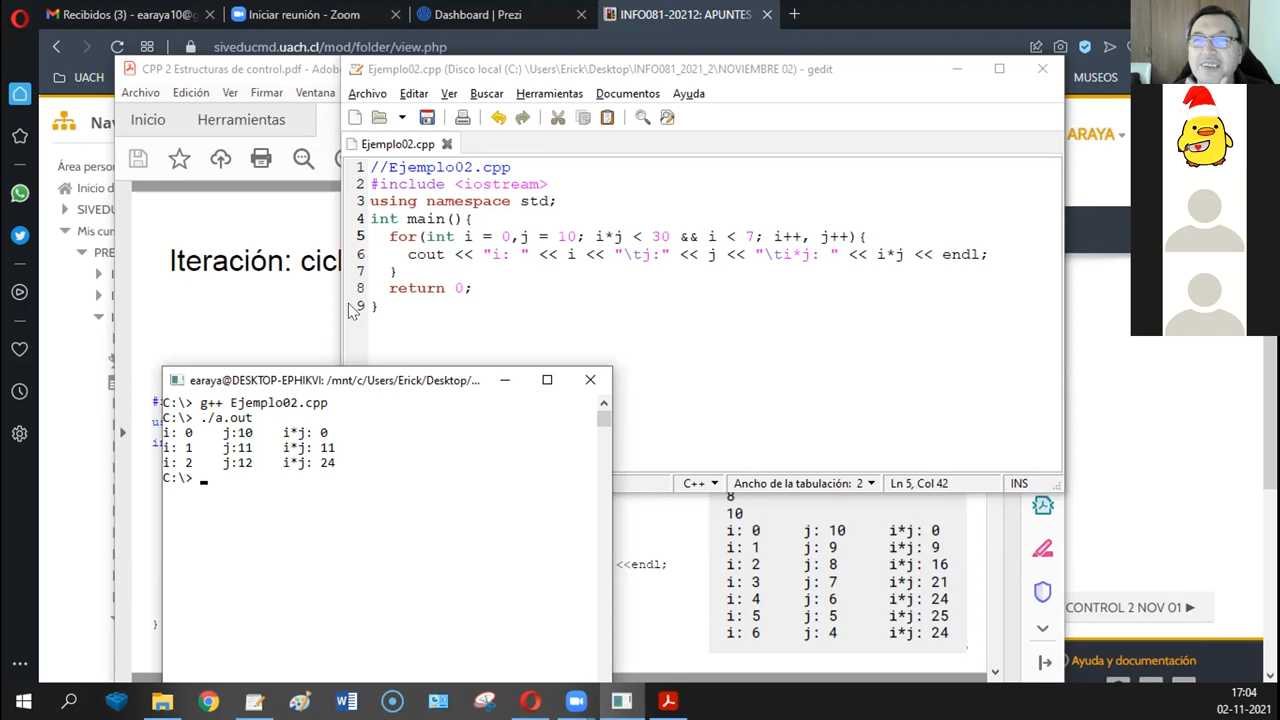 Recibidos (3) - earaya10@g
Iniciar reunión - Zoom
Dashboard | Prezi
INFO081-20212: APUNTES
siveducmd.uach.cl/mod/folder/view.php
UACH
MUSEOS
CPP 2 Estructuras de control.pdf - Adob
Archivo Edición Ver Firmar Ventana
Inicio Herramientas
Ejemplo02.cpp (Disco local (C:) \Users\Erick\Desktop\INFO081_2021_2\NOVIEMBRE 02) - gedit
Archivo Editar Ver Buscar Herramientas Documentos Ayuda
Ejemplo02.cpp
1 //Ejemplo02.cpp
2 #include <iostream>
3 using namespace std;
4 int main(){
5 for(int i = 0,j = 10; i*j < 30 && i < 7; i++, j++){
6 cout << "i: " << i << "\tj:" << j << "\ti*j: " << i*j << endl;
7 }
8 return 0;
9 }
C++ Ancho de la tabulación: 2 Ln 5, Col 42 INS
Nav
Área person
Inicio d
SIVEDUC
Mis cur
PRE
ARAYA
Iteración: cicl
earaya@DESKTOP-EPHIKVI: /mnt/c/Users/Erick/Desktop/...
C:\> g++ Ejemplo02.cpp
C:\> ./a.out
i: 0 j:10 i*j: 0
i: 1 j:11 i*j: 11
i: 2 j:12 i*j: 24
C:\>
<<endl;
}
8
10
i: 0 j: 10 i*j: 0
i: 1 j: 9 i*j: 9
i: 2 j: 8 i*j: 16
i: 3 j: 7 i*j: 21
i: 4 j: 6 i*j: 24
i: 5 j: 5 i*j: 25
i: 6 j: 4 i*j: 24
CONTROL 2 NOV 01 ►
Ayuda y documentación
17:04
02-11-2021